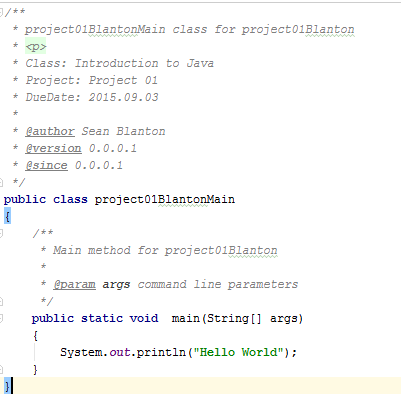 /**
 * project01BlantonMain class for project01Blanton
 * <p>
 * Class: Introduction to Java
 * Project: Project 01
 * DueDate: 2015.09.03
 *
 * @author Sean Blanton
 * @version 0.0.0.1
 * @since 0.0.0.1
 */
public class project01BlantonMain
{
    /**
     * Main method for project01Blanton
     *
     * @param args command line parameters
     */
    public static void  main(String[] args)
    {
        System.out.println("Hello World");
    }
}